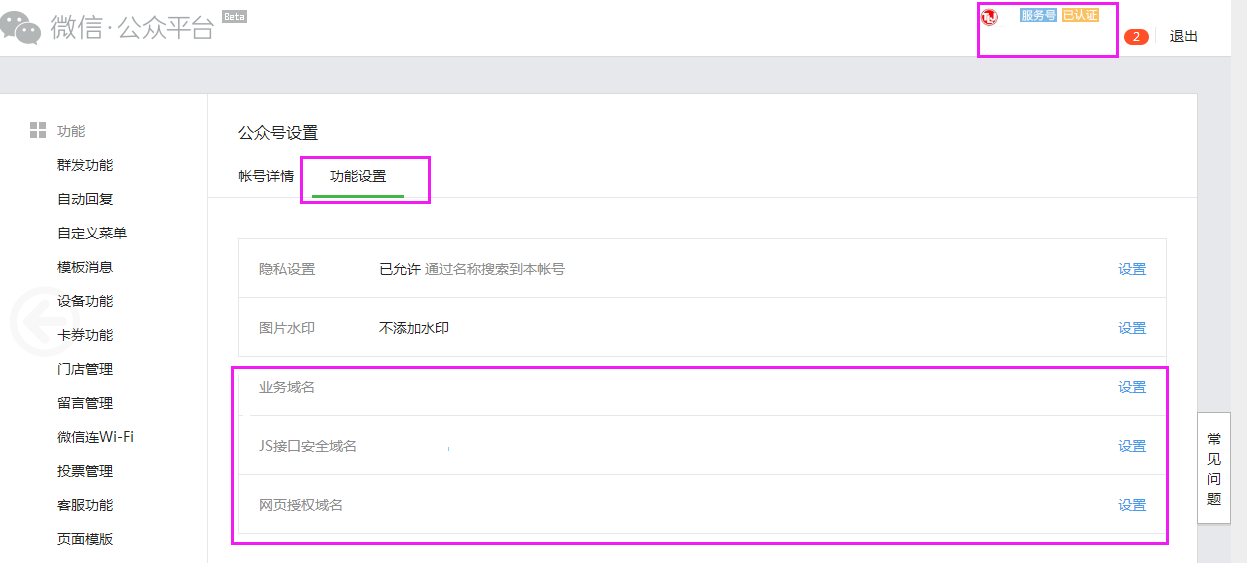 微信·公众平台 Beta
服务号 已认证
2 退出
功能
群发功能
自动回复
自定义菜单
模板消息
设备功能
卡券功能
门店管理
留言管理
微信连Wi-Fi
投票管理
客服功能
页面模版
公众号设置
帐号详情 功能设置
隐私设置 已允许 通过名称搜索到本帐号 设置
图片水印 不添加水印 设置
业务域名 设置
JS接口安全域名 设置
网页授权域名 设置
常
见
问
题